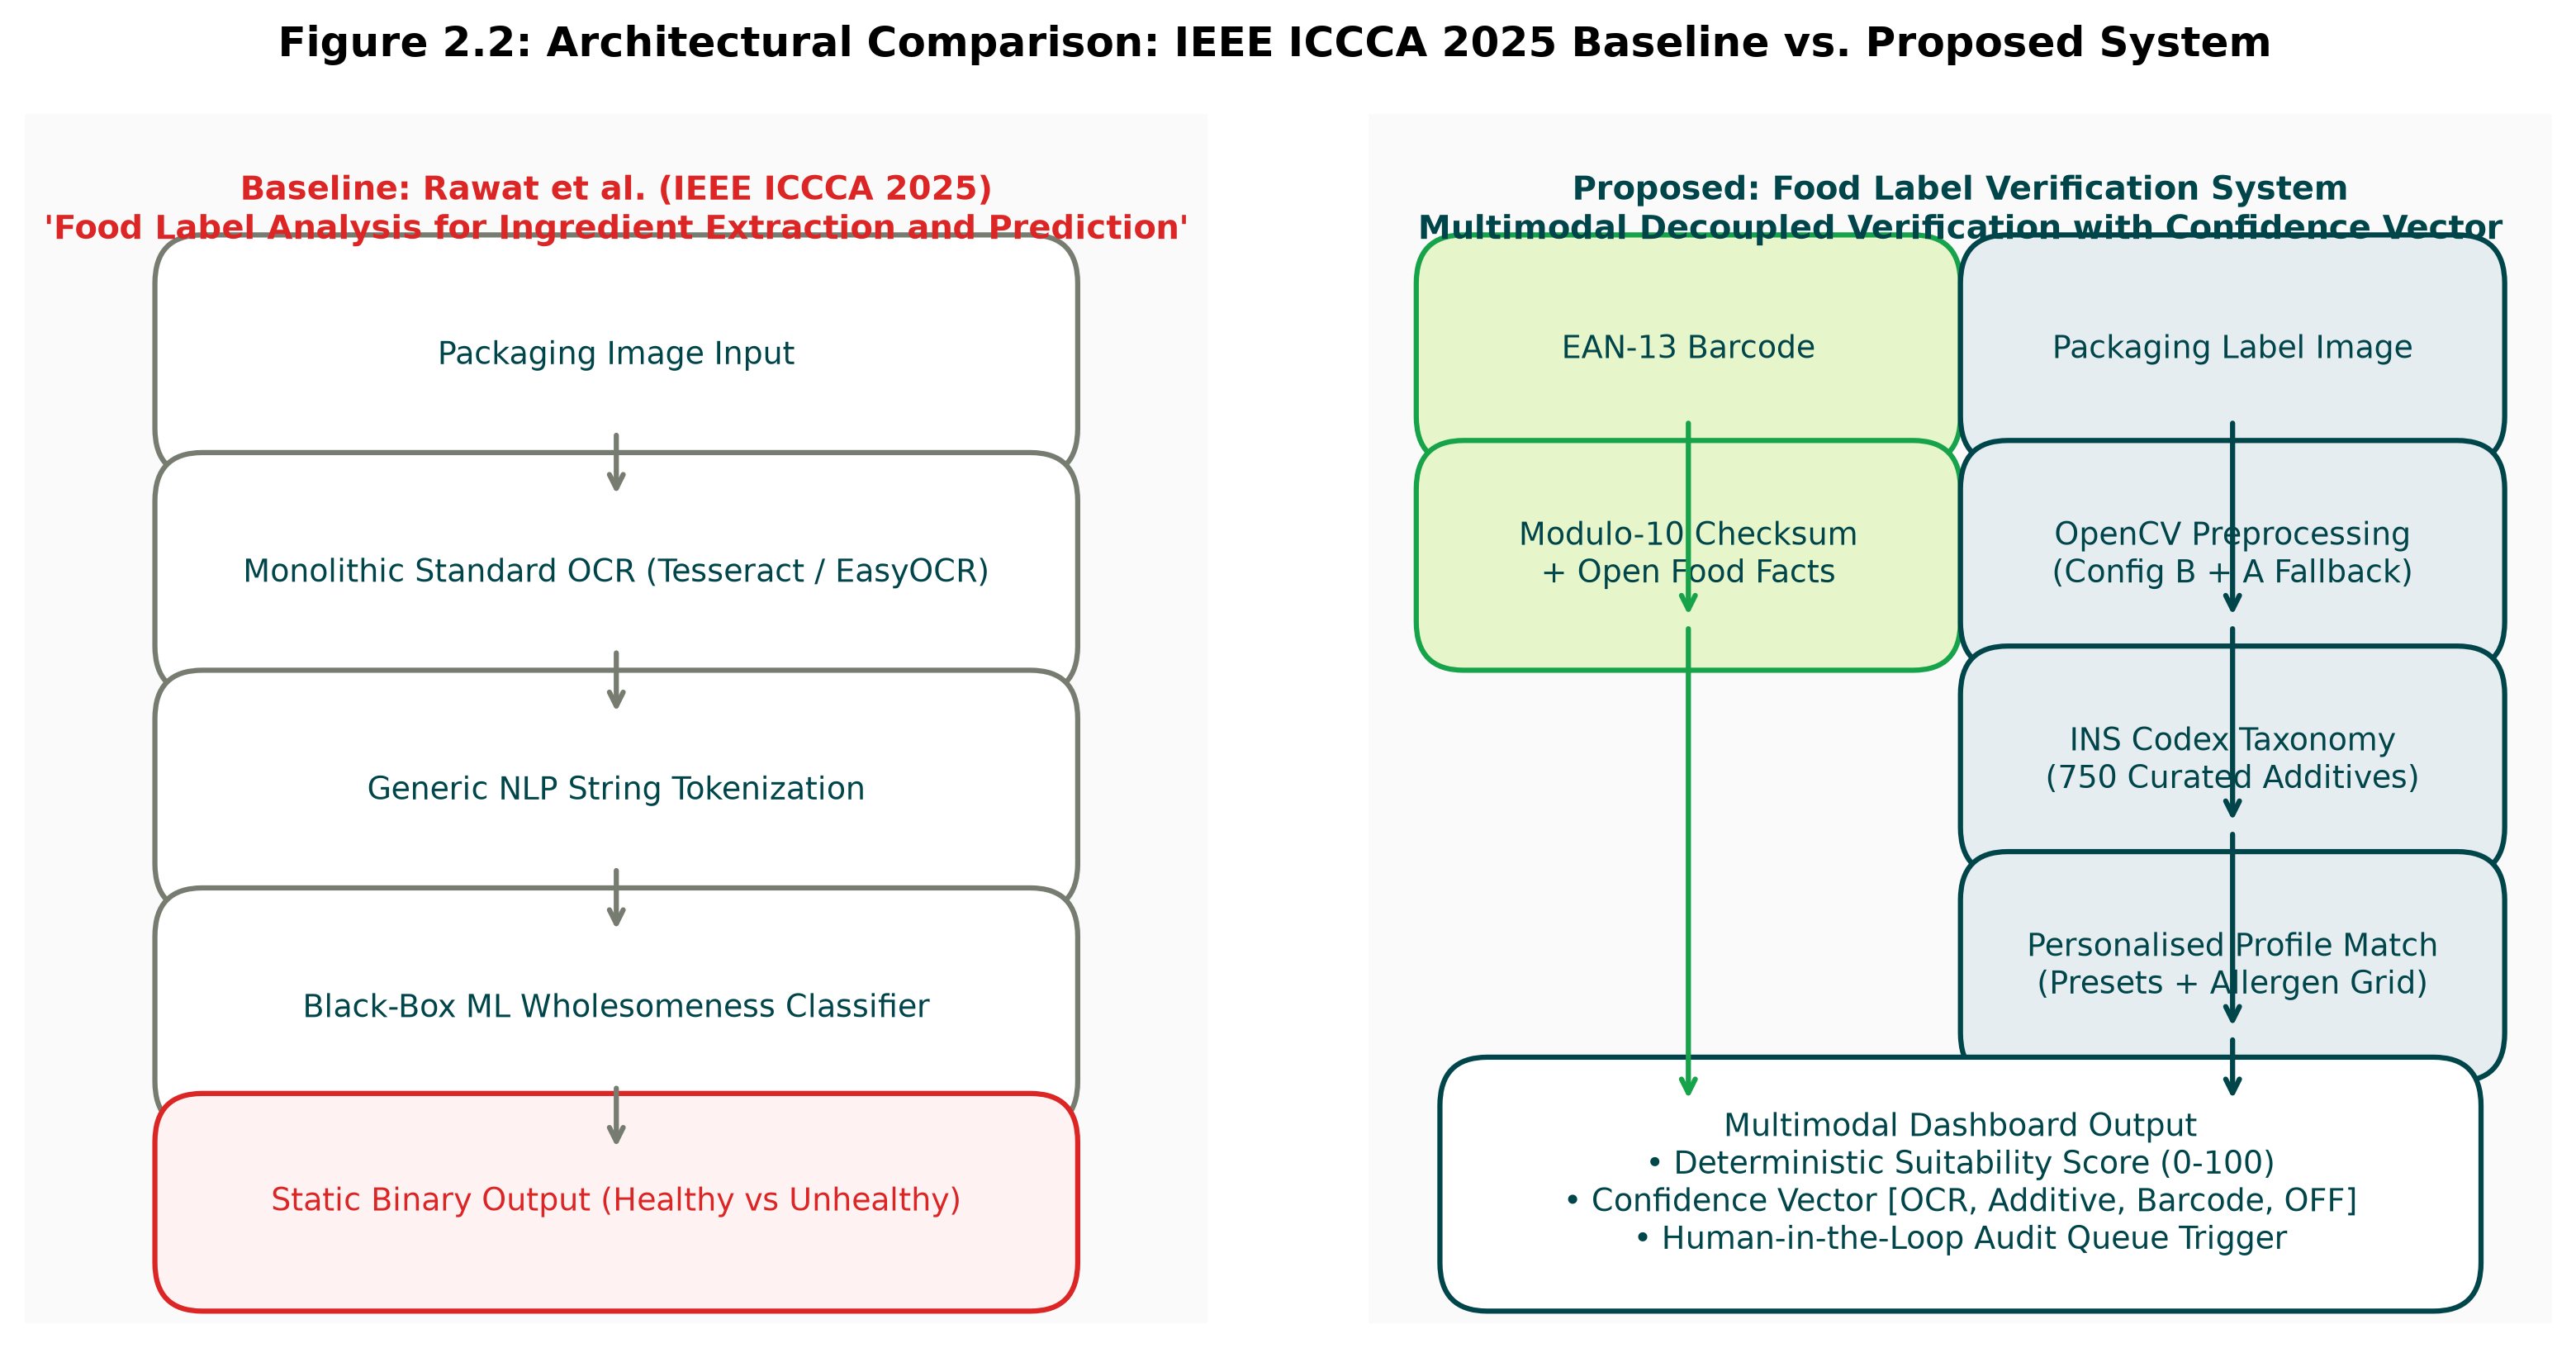 Figure 2.2: Architectural Comparison: IEEE ICCCA 2025 Baseline vs. Proposed System
Baseline: Rawat et al. (IEEE ICCCA 2025)
'Food Label Analysis for Ingredient Extraction and Prediction'
Packaging Image Input
Monolithic Standard OCR (Tesseract / EasyOCR)
Generic NLP String Tokenization
Black-Box ML Wholesomeness Classifier
Static Binary Output (Healthy vs Unhealthy)
Proposed: Food Label Verification System
Multimodal Decoupled Verification with Confidence Vector
EAN-13 Barcode
Modulo-10 Checksum
+ Open Food Facts
Packaging Label Image
OpenCV Preprocessing
(Config B + A Fallback)
INS Codex Taxonomy
(750 Curated Additives)
Personalised Profile Match
(Presets + Allergen Grid)
Multimodal Dashboard Output
• Deterministic Suitability Score (0-100)
• Confidence Vector [OCR, Additive, Barcode, OFF]
• Human-in-the-Loop Audit Queue Trigger